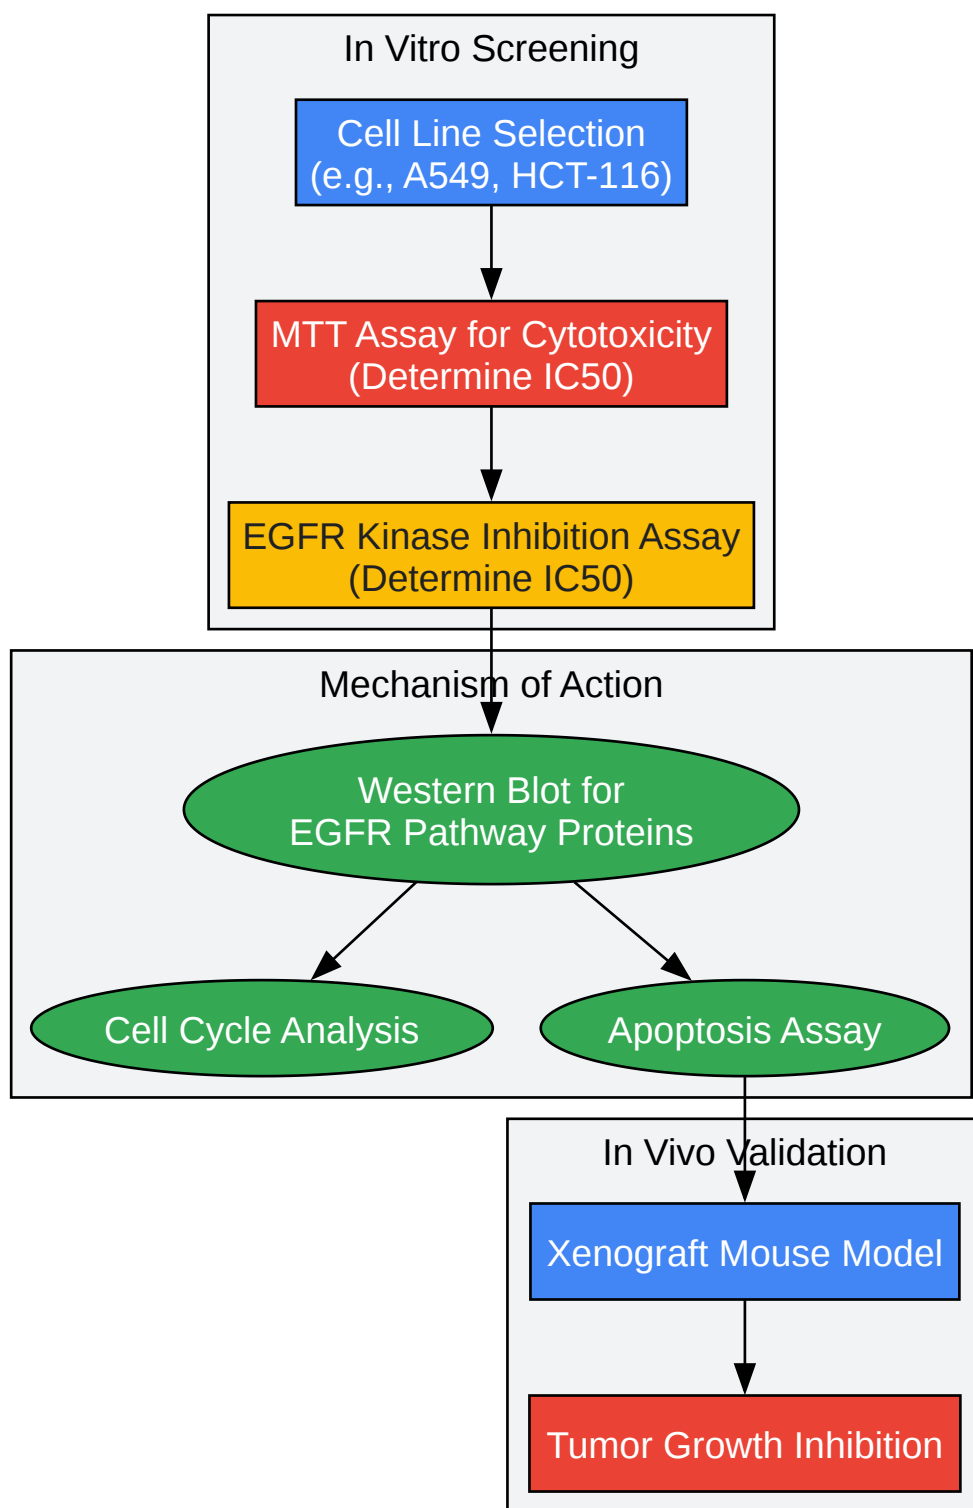 In Vitro Screening
Cell Line Selection
(e.g., A549, HCT-116)
MTT Assay for Cytotoxicity
(Determine IC50)
EGFR Kinase Inhibition Assay
(Determine IC50)
Mechanism of Action
Western Blot for
EGFR Pathway Proteins
Cell Cycle Analysis
Apoptosis Assay
In Vivo Validation
Xenograft Mouse Model
Tumor Growth Inhibition